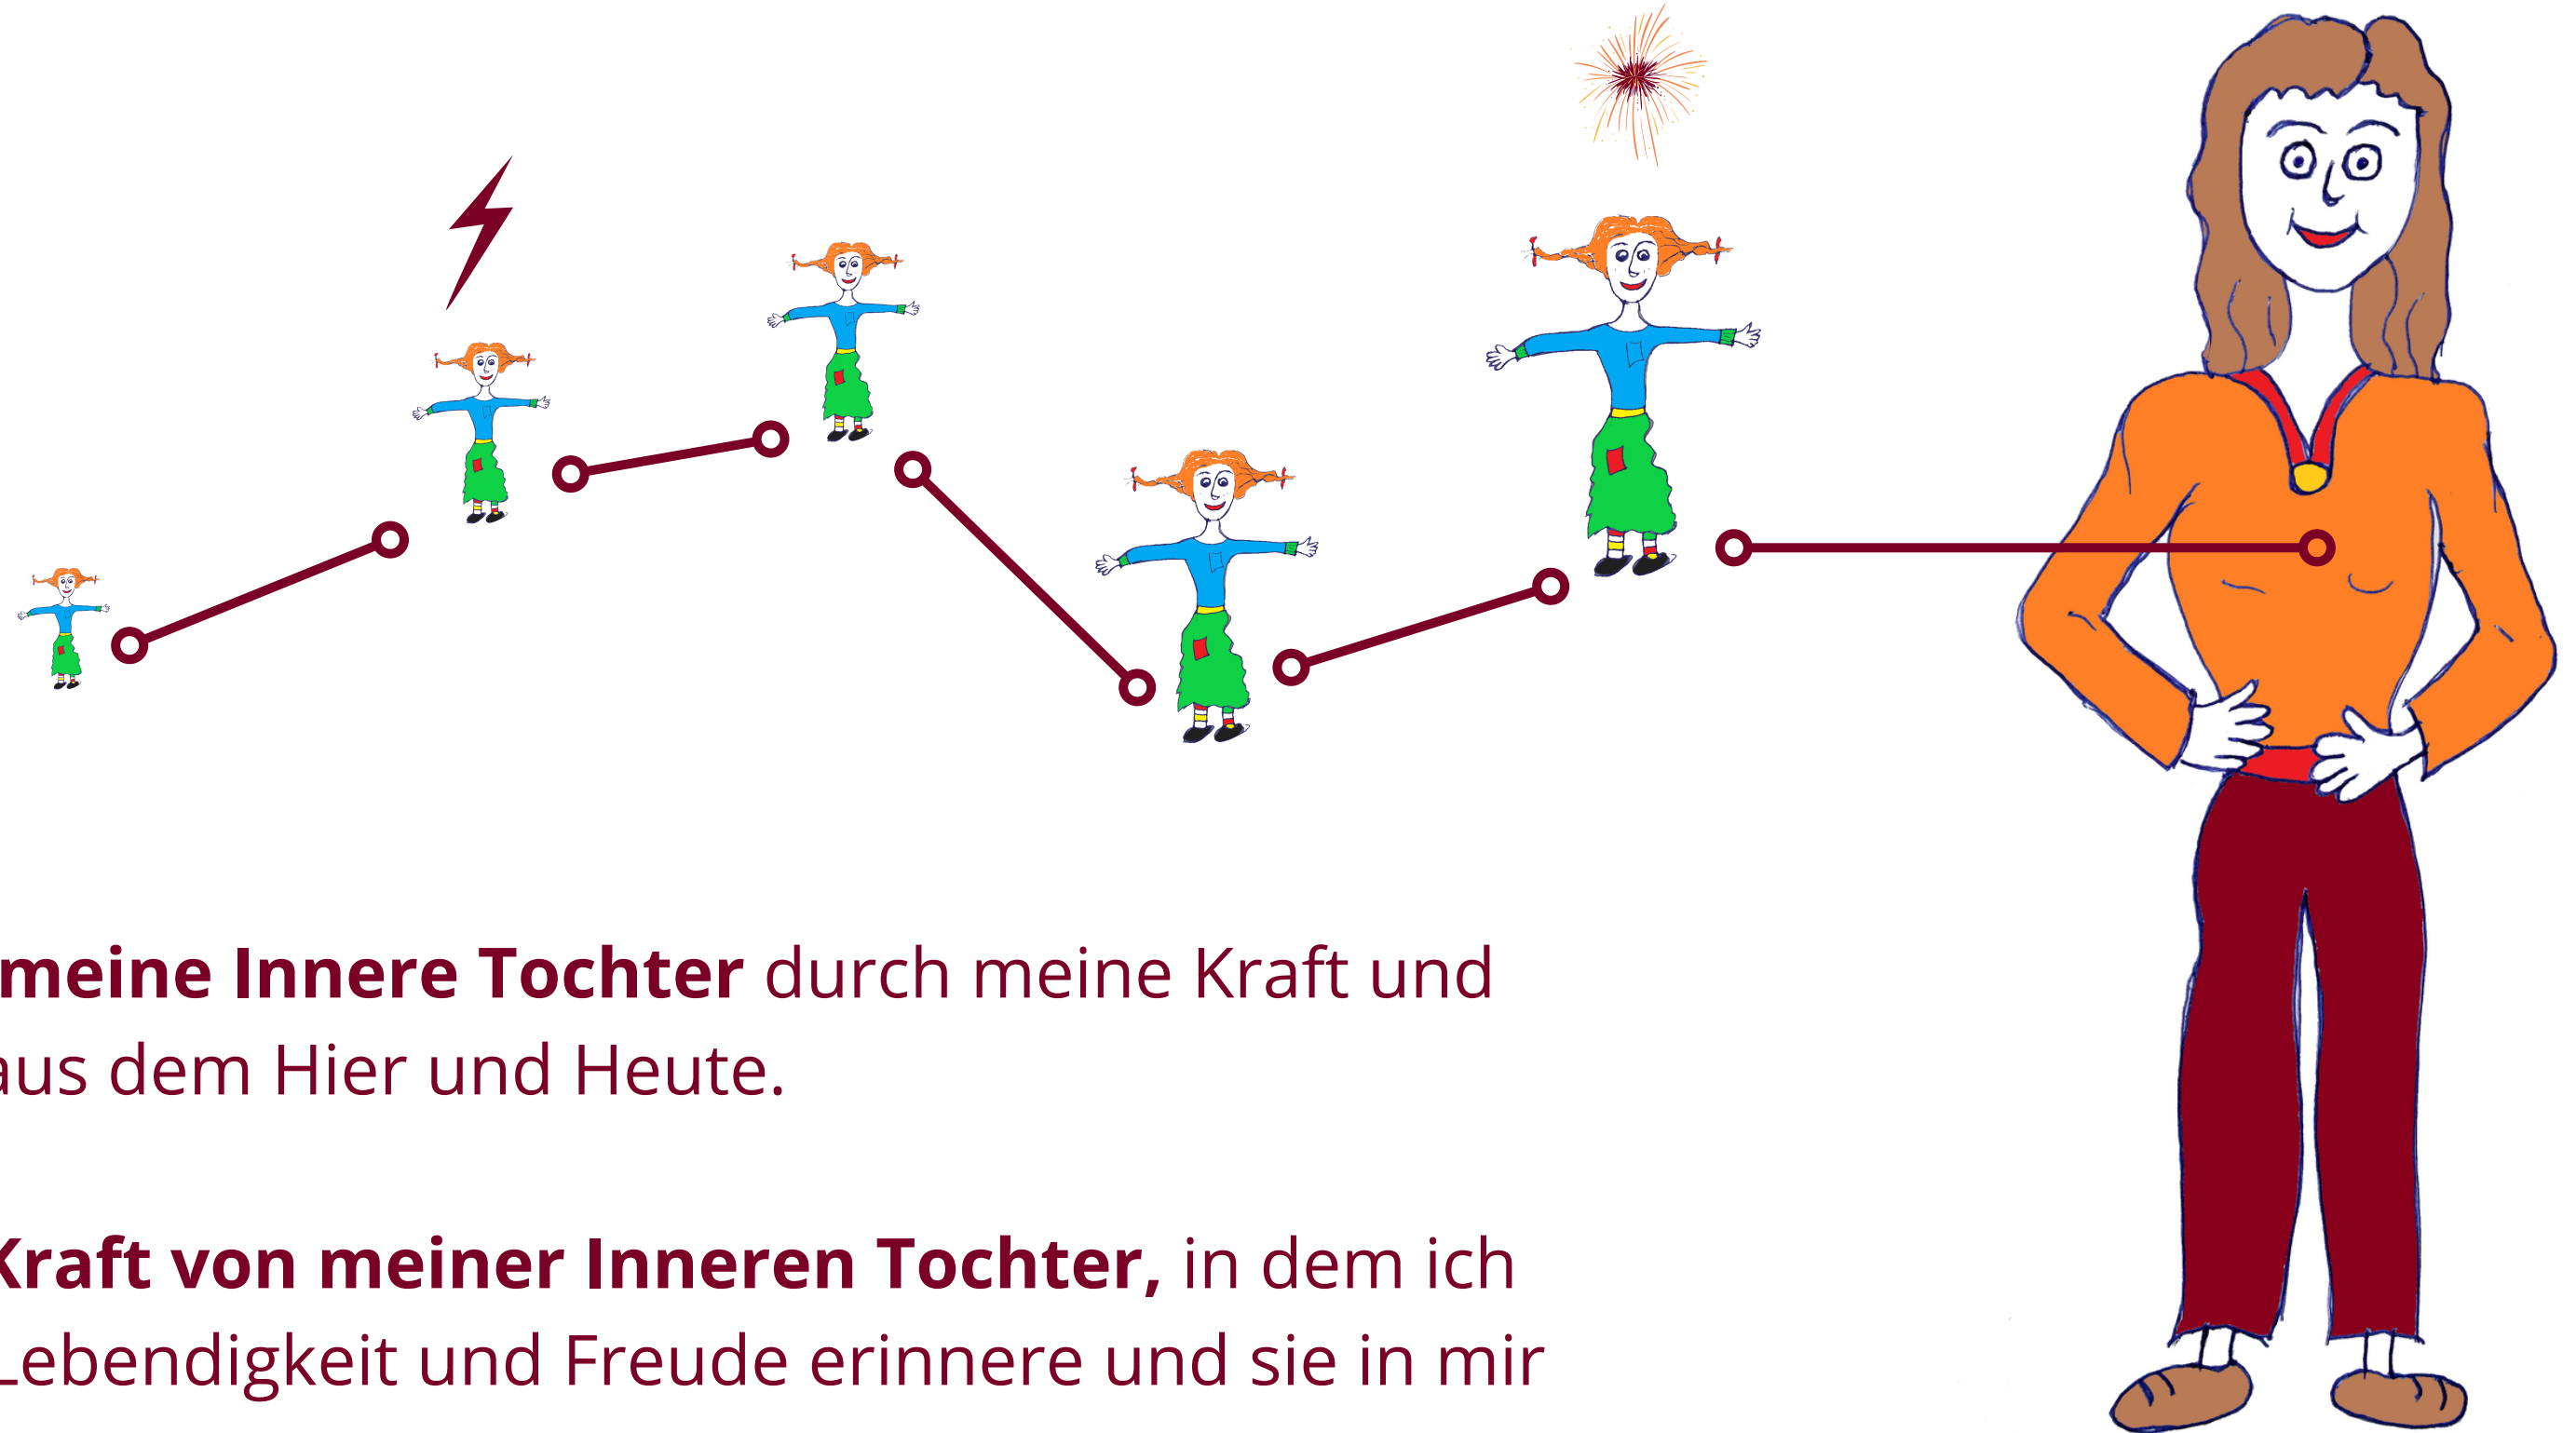 meine Innere Tochter durch meine Kraft und
aus dem Hier und Heute.
Kraft von meiner Inneren Tochter, in dem ich
Lebendigkeit und Freude erinnere und sie in mir